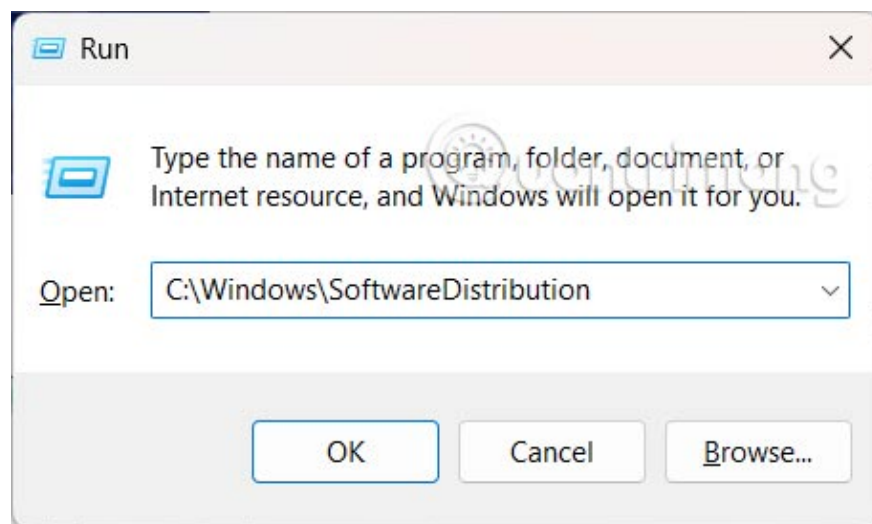 Run
Type the name of a program, folder, document, or
Internet resource, and Windows will open it for you.
Open: C:\Windows\SoftwareDistribution
OK Cancel Browse...